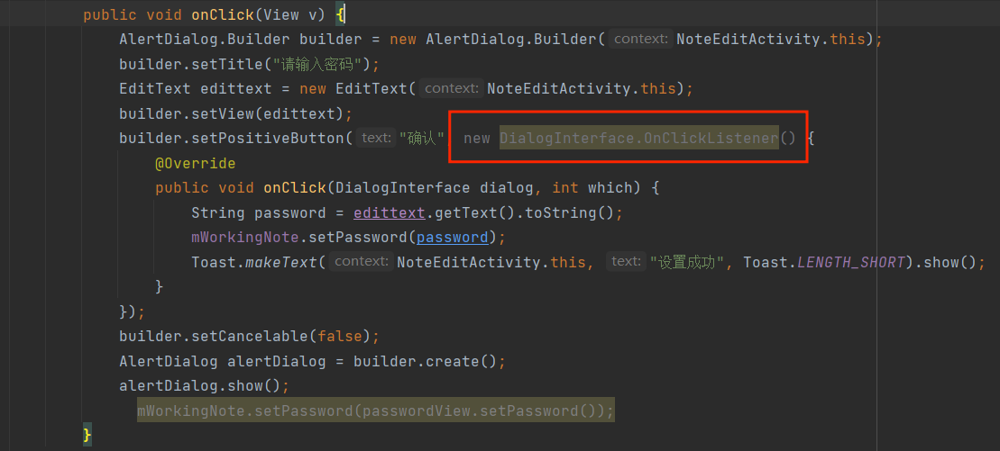 public void onClick(View v) {
AlertDialog.Builder builder = new AlertDialog.Builder( context: NoteEditActivity.this);
builder.setTitle("请输入密码");
EditText edittext = new EditText( context: NoteEditActivity.this);
builder.setView(edittext);
builder.setPositiveButton( text: "确认", new DialogInterface.OnClickListener() {
@Override
public void onClick(DialogInterface dialog, int which) {
String password = edittext.getText().toString();
mWorkingNote.setPassword(password);
Toast.makeText( context: NoteEditActivity.this, text: "设置成功", Toast.LENGTH_SHORT).show();
}
});
builder.setCancelable(false);
AlertDialog alertDialog = builder.create();
alertDialog.show();
mWorkingNote.setPassword(passwordView.setPassword());
}